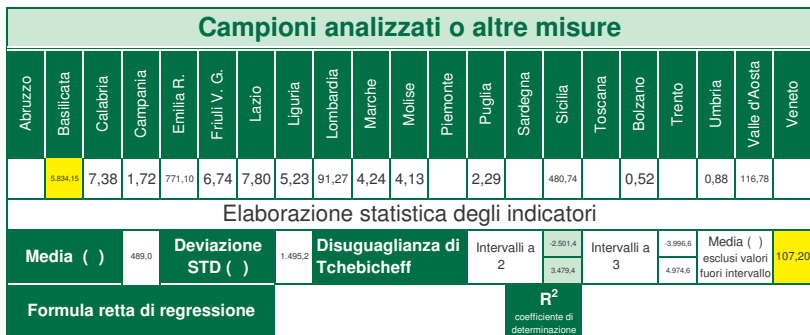 Campioni analizzati o altre misure
Abruzzo Basilicata Calabria Campania Emilia R. Friuli V. G. Lazio Liguria Lombardia Marche Molise Piemonte Puglia Sardegna Sicilia Toscana Bolzano Trento Umbria Valle d'Aosta Veneto
5.834,15 7,38 1,72 771,10 6,74 7,80 5,23 91,27 4,24 4,13 2,29 480,74 0,52 0,88 116,78
Elaborazione statistica degli indicatori
Media ( ) 489,0 Deviazione STD ( ) 1.495,2 Disuguaglianza di Tchebicheff Intervalli a 2 -2.501,4 3.479,4 Intervalli a 3 -3.996,6 4.974,6 Media ( ) esclusi valori fuori intervallo 107,20
Formula retta di regressione R² coefficiente di determinazione